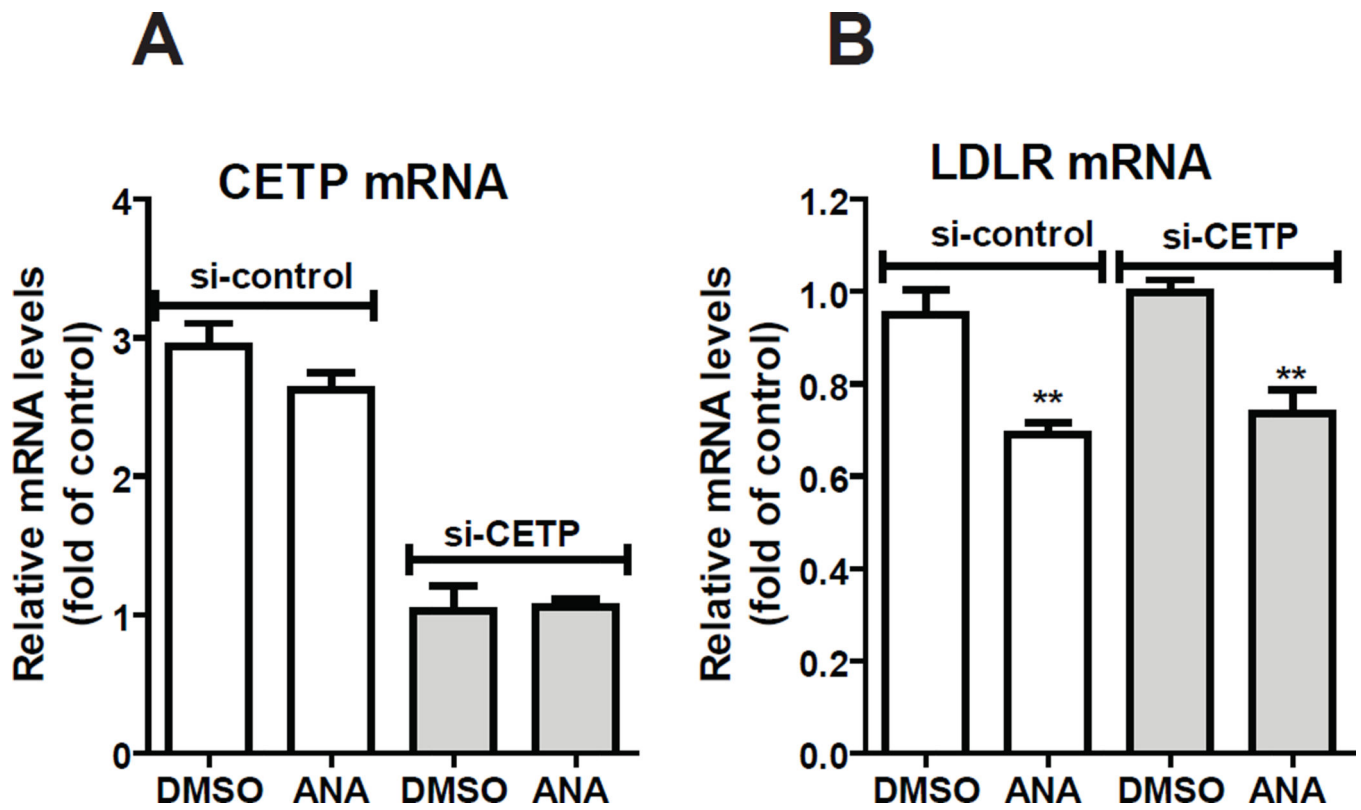 A
CETP mRNA
Relative mRNA levels
(fold of control)
4
3
2
1
0
si-control
si-CETP
DMSO ANA DMSO ANA
B
LDLR mRNA
Relative mRNA levels
(fold of control)
1.2
1.0
0.8
0.6
0.4
0.2
0.0
si-control
si-CETP
**
**
DMSO ANA DMSO ANA